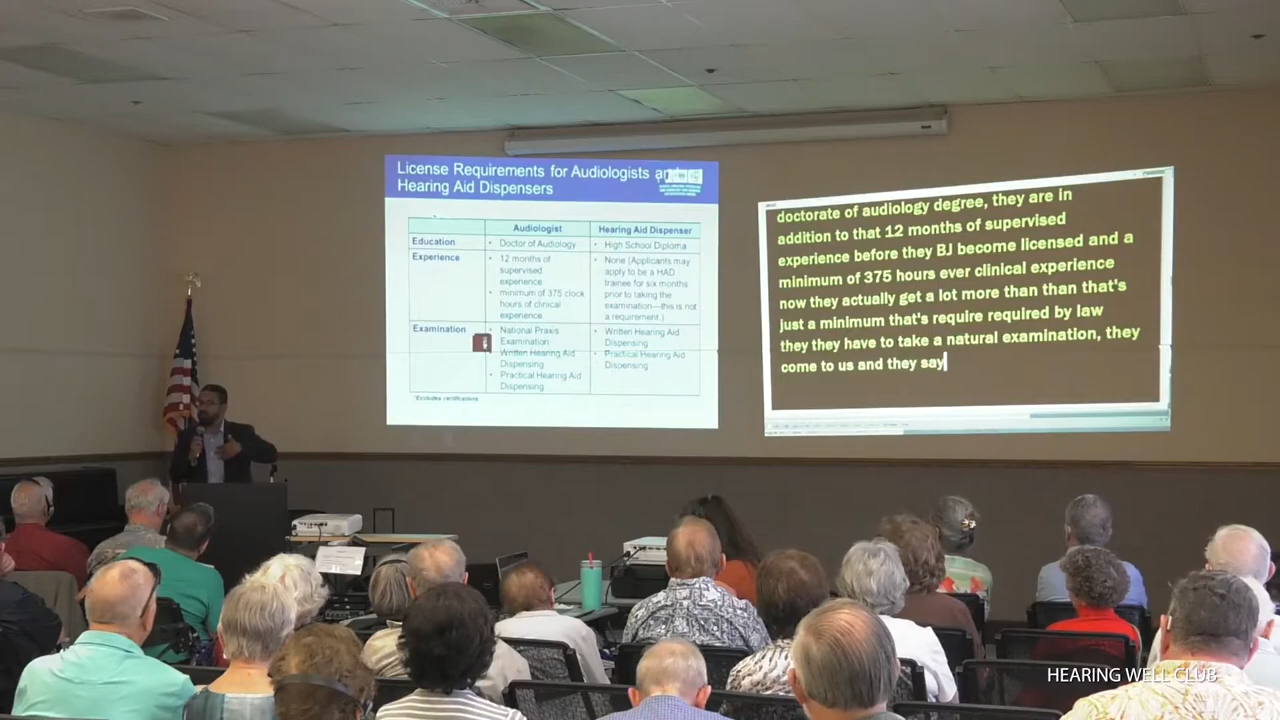 License Requirements for Audiologists and
Hearing Aid Dispensers
Audiologist
Hearing Aid Dispenser
Education
• Doctor of Audiology
• High School Diploma
Experience
• 12 months of
supervised
experience
• minimum of 375 clock
hours of clinical
experience
• None (Applicants may
apply to be a HAD
trainee for six months
prior to taking the
examination—this is not
a requirement.)
Examination
• National Praxis
Examination
• Written Hearing Aid
Dispensing
• Practical Hearing Aid
Dispensing
• Written Hearing Aid
Dispensing
• Practical Hearing Aid
Dispensing
*Excludes certifications
doctorate of audiology degree, they are in
addition to that 12 months of supervised
experience before they BJ become licensed and a
minimum of 375 hours ever clinical experience
now they actually get a lot more than than that's
just a minimum that's require required by law
they they have to take a natural examination, they
come to us and they say
HEARING WELL CLUB